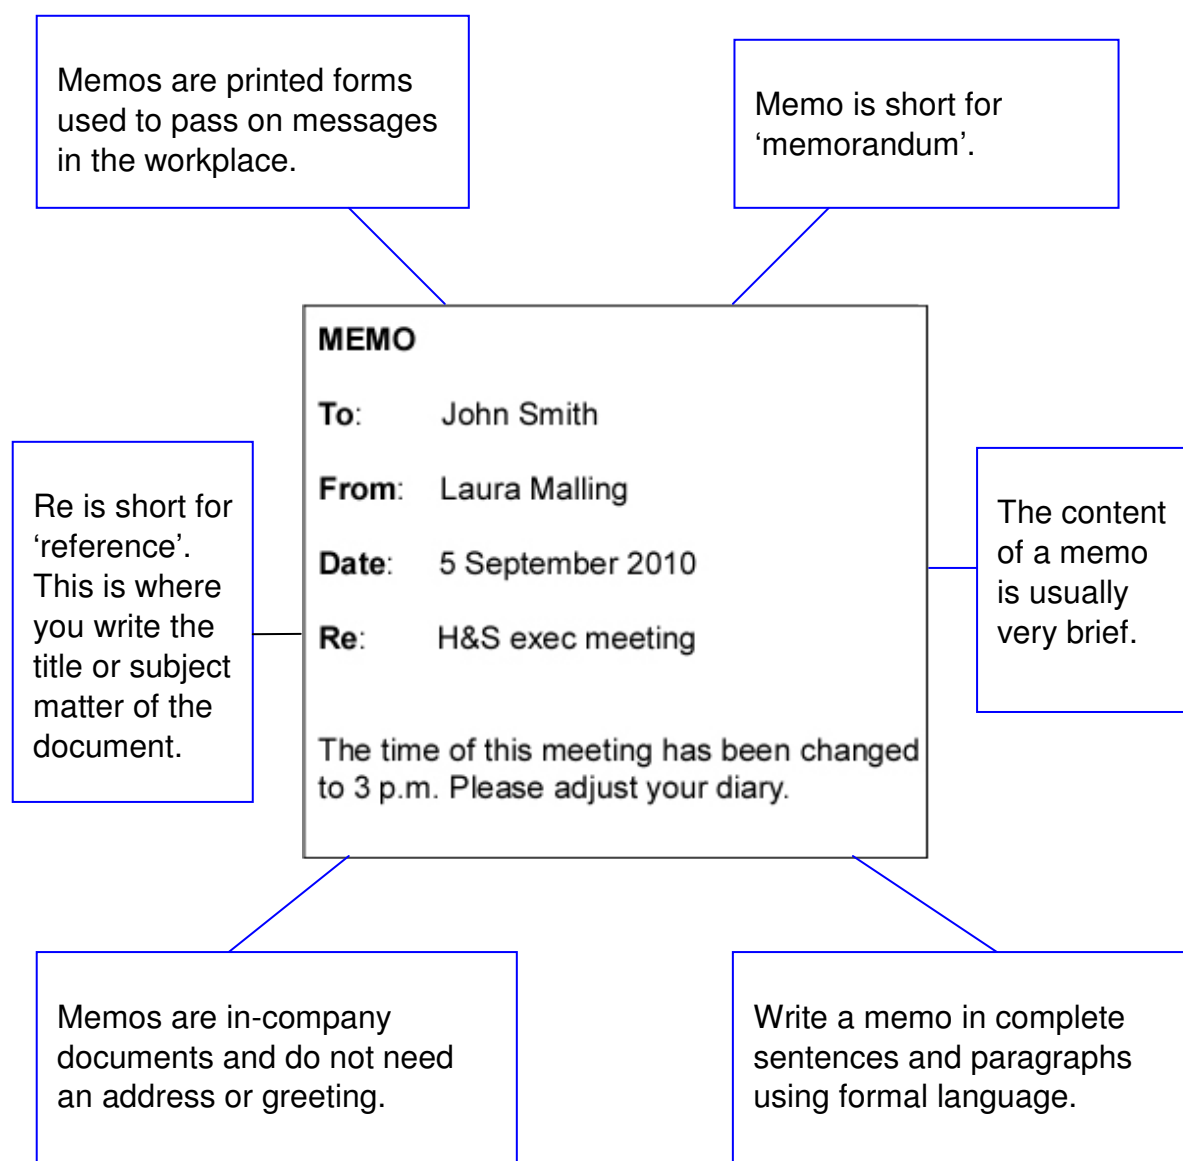 Memos are printed forms
used to pass on messages
in the workplace.
Memo is short for
‘memorandum’.
MEMO
To: John Smith
From: Laura Malling
Date: 5 September 2010
Re: H&S exec meeting
The time of this meeting has been changed
to 3 p.m. Please adjust your diary.
Re is short for
‘reference’.
This is where
you write the
title or subject
matter of the
document.
The content
of a memo
is usually
very brief.
Memos are in-company
documents and do not need
an address or greeting.
Write a memo in complete
sentences and paragraphs
using formal language.